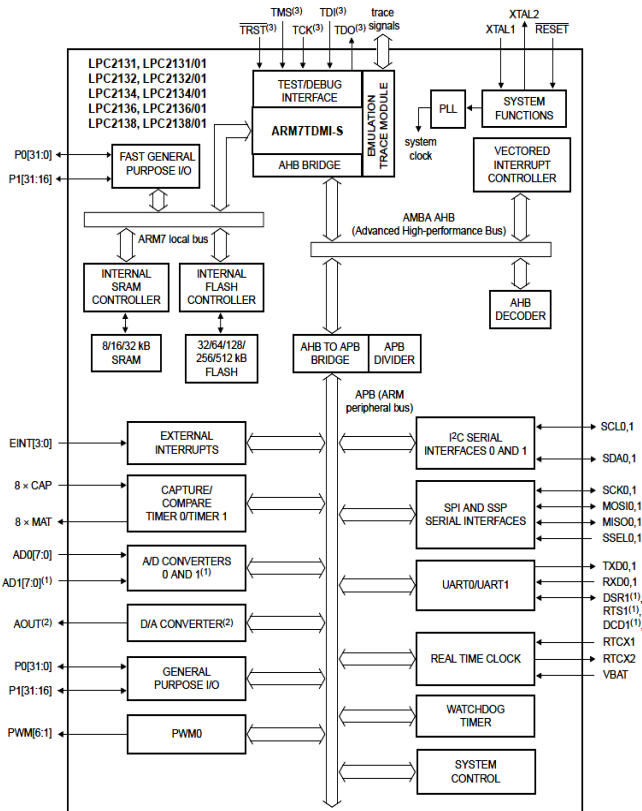 TMS(3)
TDI(3)
trace
signals
TRST(3)
TCK(3)
TDO(3)
XTAL2
XTAL1
RESET
LPC2131, LPC2131/01
LPC2132, LPC2132/01
LPC2134, LPC2134/01
LPC2136, LPC2136/01
LPC2138, LPC2138/01
TEST/DEBUG
INTERFACE
ARM7TDMI-S
AHB BRIDGE
EMULATION
TRACE MODULE
PLL
SYSTEM
FUNCTIONS
system
clock
VECTORED
INTERRUPT
CONTROLLER
P0[31:0]
P1[31:16]
FAST GENERAL
PURPOSE I/O
ARM7 local bus
AMBA AHB
(Advanced High-performance Bus)
INTERNAL
SRAM
CONTROLLER
INTERNAL
FLASH
CONTROLLER
AHB
DECODER
8/16/32 kB
SRAM
32/64/128/
256/512 kB
FLASH
AHB TO APB
BRIDGE
APB
DIVIDER
APB (ARM
peripheral bus)
EINT[3:0]
EXTERNAL
INTERRUPTS
I2C SERIAL
INTERFACES 0 AND 1
SCL0,1
SDA0,1
8 × CAP
8 × MAT
CAPTURE/
COMPARE
TIMER 0/TIMER 1
SPI AND SSP
SERIAL INTERFACES
SCK0,1
MOSI0,1
MISO0,1
SSEL0,1
AD0[7:0]
AD1[7:0](1)
A/D CONVERTERS
0 AND 1(1)
UART0/UART1
TXD0,1
RXD0,1
DSR1(1),
RTS1(1),
DCD1(1),
AOUT(2)
D/A CONVERTER(2)
P0[31:0]
P1[31:16]
GENERAL
PURPOSE I/O
REAL TIME CLOCK
RTCX1
RTCX2
VBAT
PWM[6:1]
PWM0
WATCHDOG
TIMER
SYSTEM
CONTROL